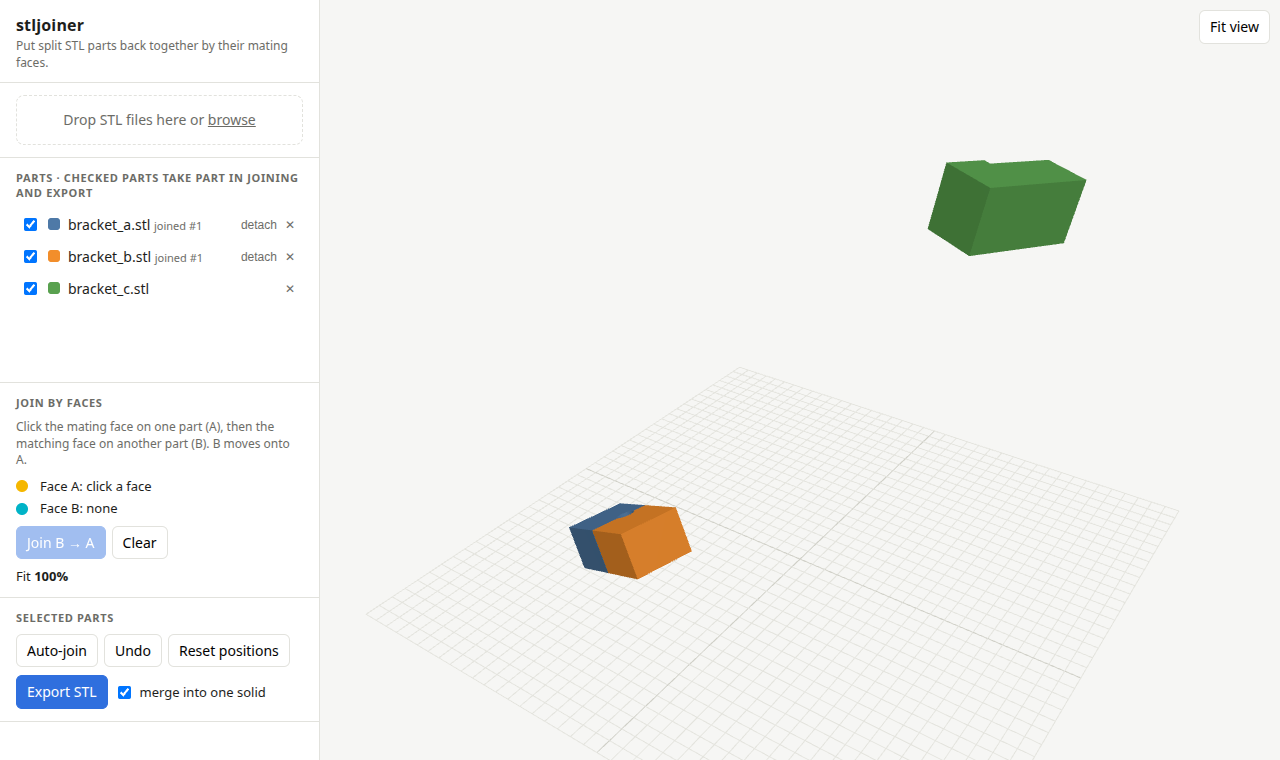 stljoiner
Put split STL parts back together by their mating
faces.
Fit view
Drop STL files here or browse
PARTS · CHECKED PARTS TAKE PART IN JOINING
AND EXPORT
bracket_a.stl joined #1 detach ✕
bracket_b.stl joined #1 detach ✕
bracket_c.stl ✕
JOIN BY FACES
Click the mating face on one part (A), then the
matching face on another part (B). B moves onto
A.
Face A: click a face
Face B: none
Join B → A Clear
Fit 100%
SELECTED PARTS
Auto-join Undo Reset positions
Export STL merge into one solid